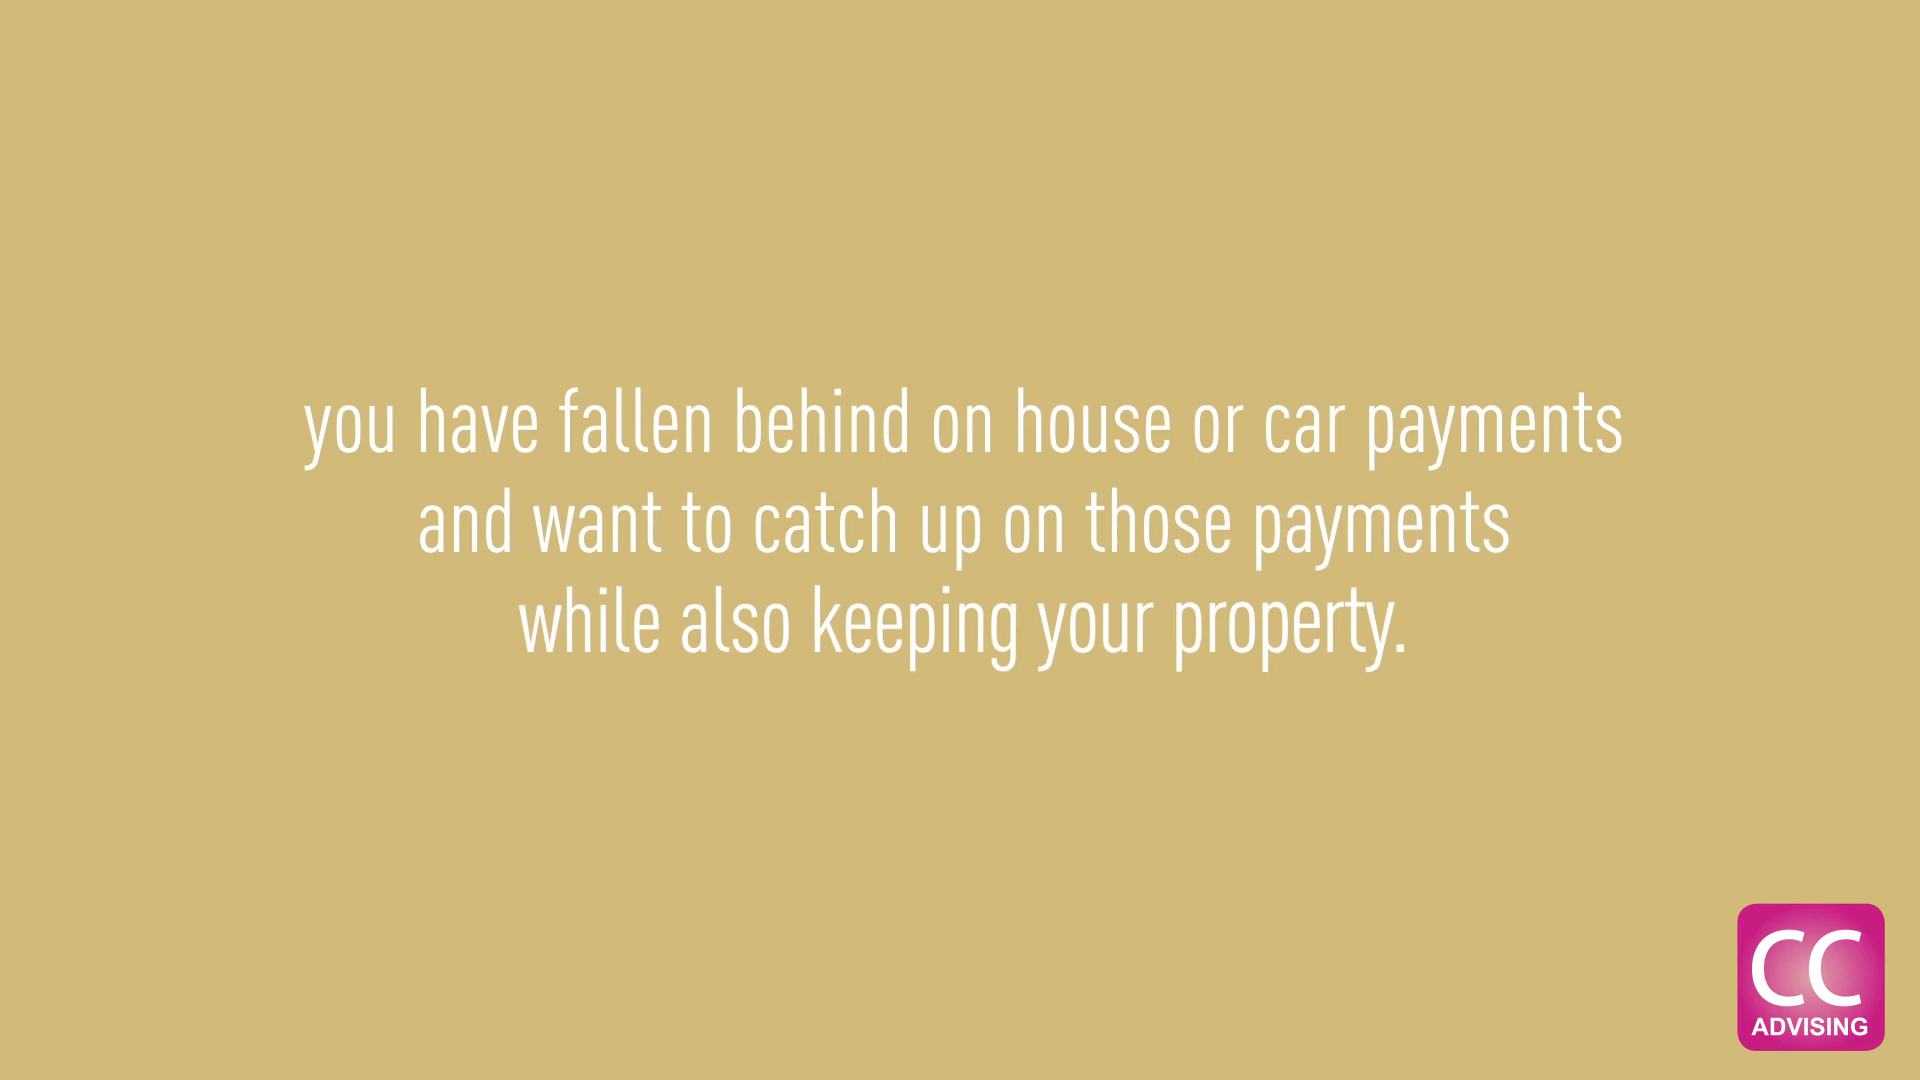 you have fallen behind on house or car payments
and want to catch up on those payments
while also keeping your property.
CC
ADVISING